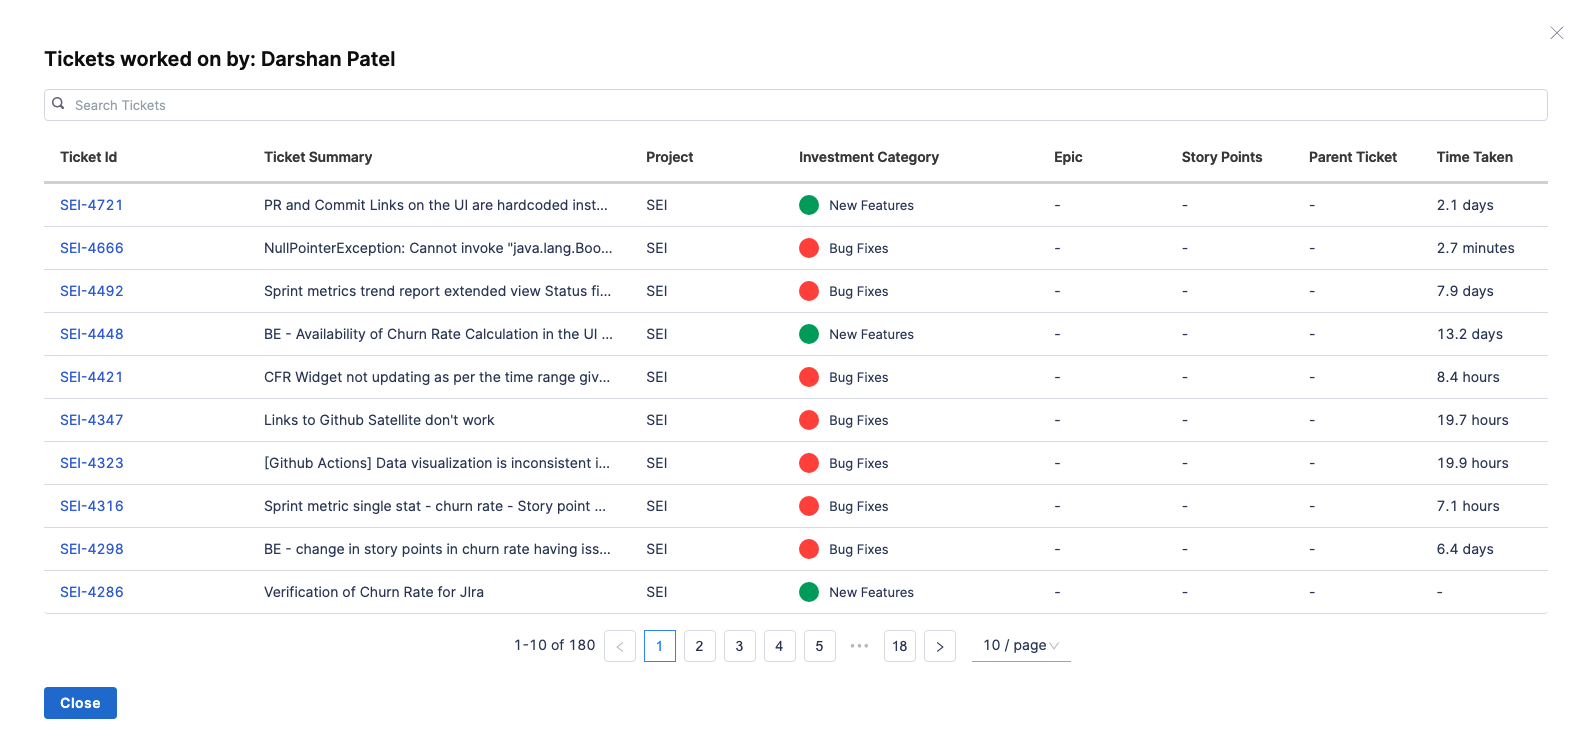 Tickets worked on by: Darshan Patel
Search Tickets
Ticket Id Ticket Summary Project Investment Category Epic Story Points Parent Ticket Time Taken
SEI-4721 PR and Commit Links on the UI are hardcoded inst... SEI New Features - - - 2.1 days
SEI-4666 NullPointerException: Cannot invoke "java.lang.Boo... SEI Bug Fixes - - - 2.7 minutes
SEI-4492 Sprint metrics trend report extended view Status fi... SEI Bug Fixes - - - 7.9 days
SEI-4448 BE - Availability of Churn Rate Calculation in the UI ... SEI New Features - - - 13.2 days
SEI-4421 CFR Widget not updating as per the time range giv... SEI Bug Fixes - - - 8.4 hours
SEI-4347 Links to Github Satellite don't work SEI Bug Fixes - - - 19.7 hours
SEI-4323 [Github Actions] Data visualization is inconsistent i... SEI Bug Fixes - - - 19.9 hours
SEI-4316 Sprint metric single stat - churn rate - Story point ... SEI Bug Fixes - - - 7.1 hours
SEI-4298 BE - change in story points in churn rate having iss... SEI Bug Fixes - - - 6.4 days
SEI-4286 Verification of Churn Rate for JIra SEI New Features - - - -
1-10 of 180 < 1 2 3 4 5 ••• 18 > 10 / page
Close